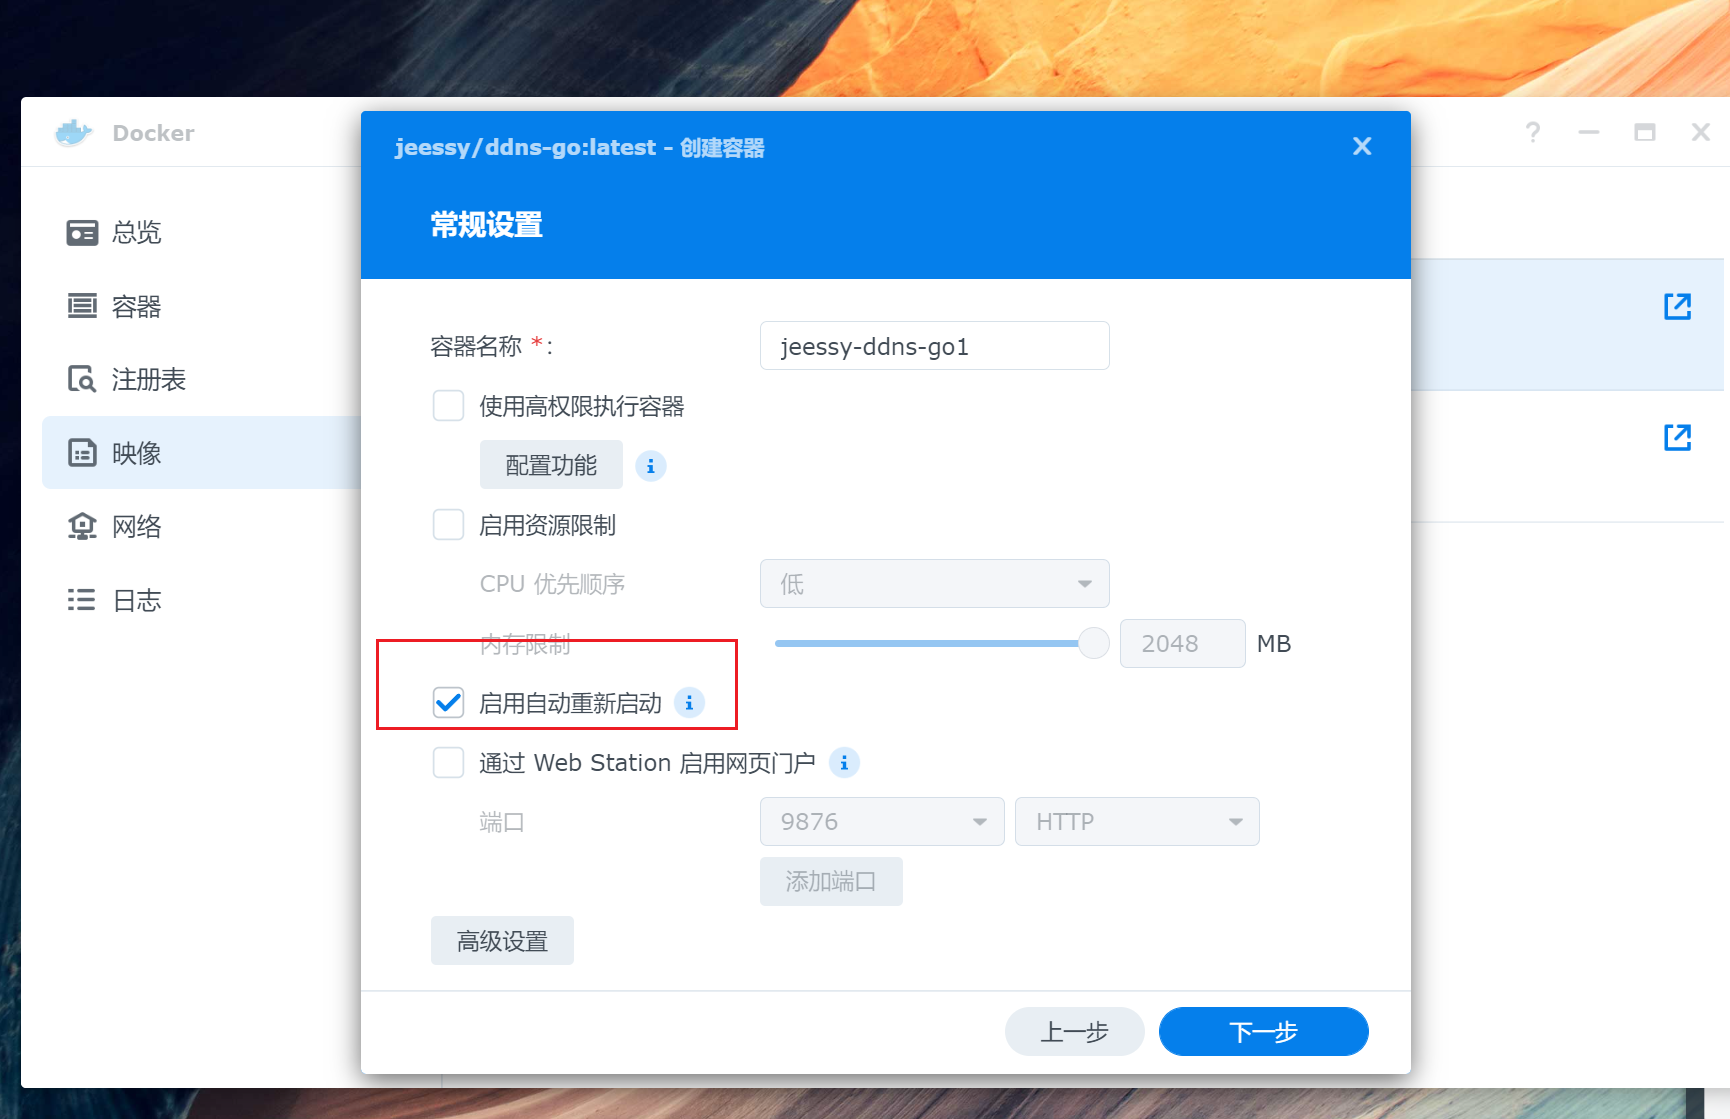 Docker
?
jeessy/ddns-go:latest - 创建容器
常规设置
总览
容器
注册表
映像
网络
日志
容器名称 *:
jeessy-ddns-go1
使用高权限执行容器
配置功能
启用资源限制
CPU 优先顺序
低
内存限制
2048
MB
启用自动重新启动
通过 Web Station 启用网页门户
端口
9876
HTTP
添加端口
高级设置
上一步
下一步